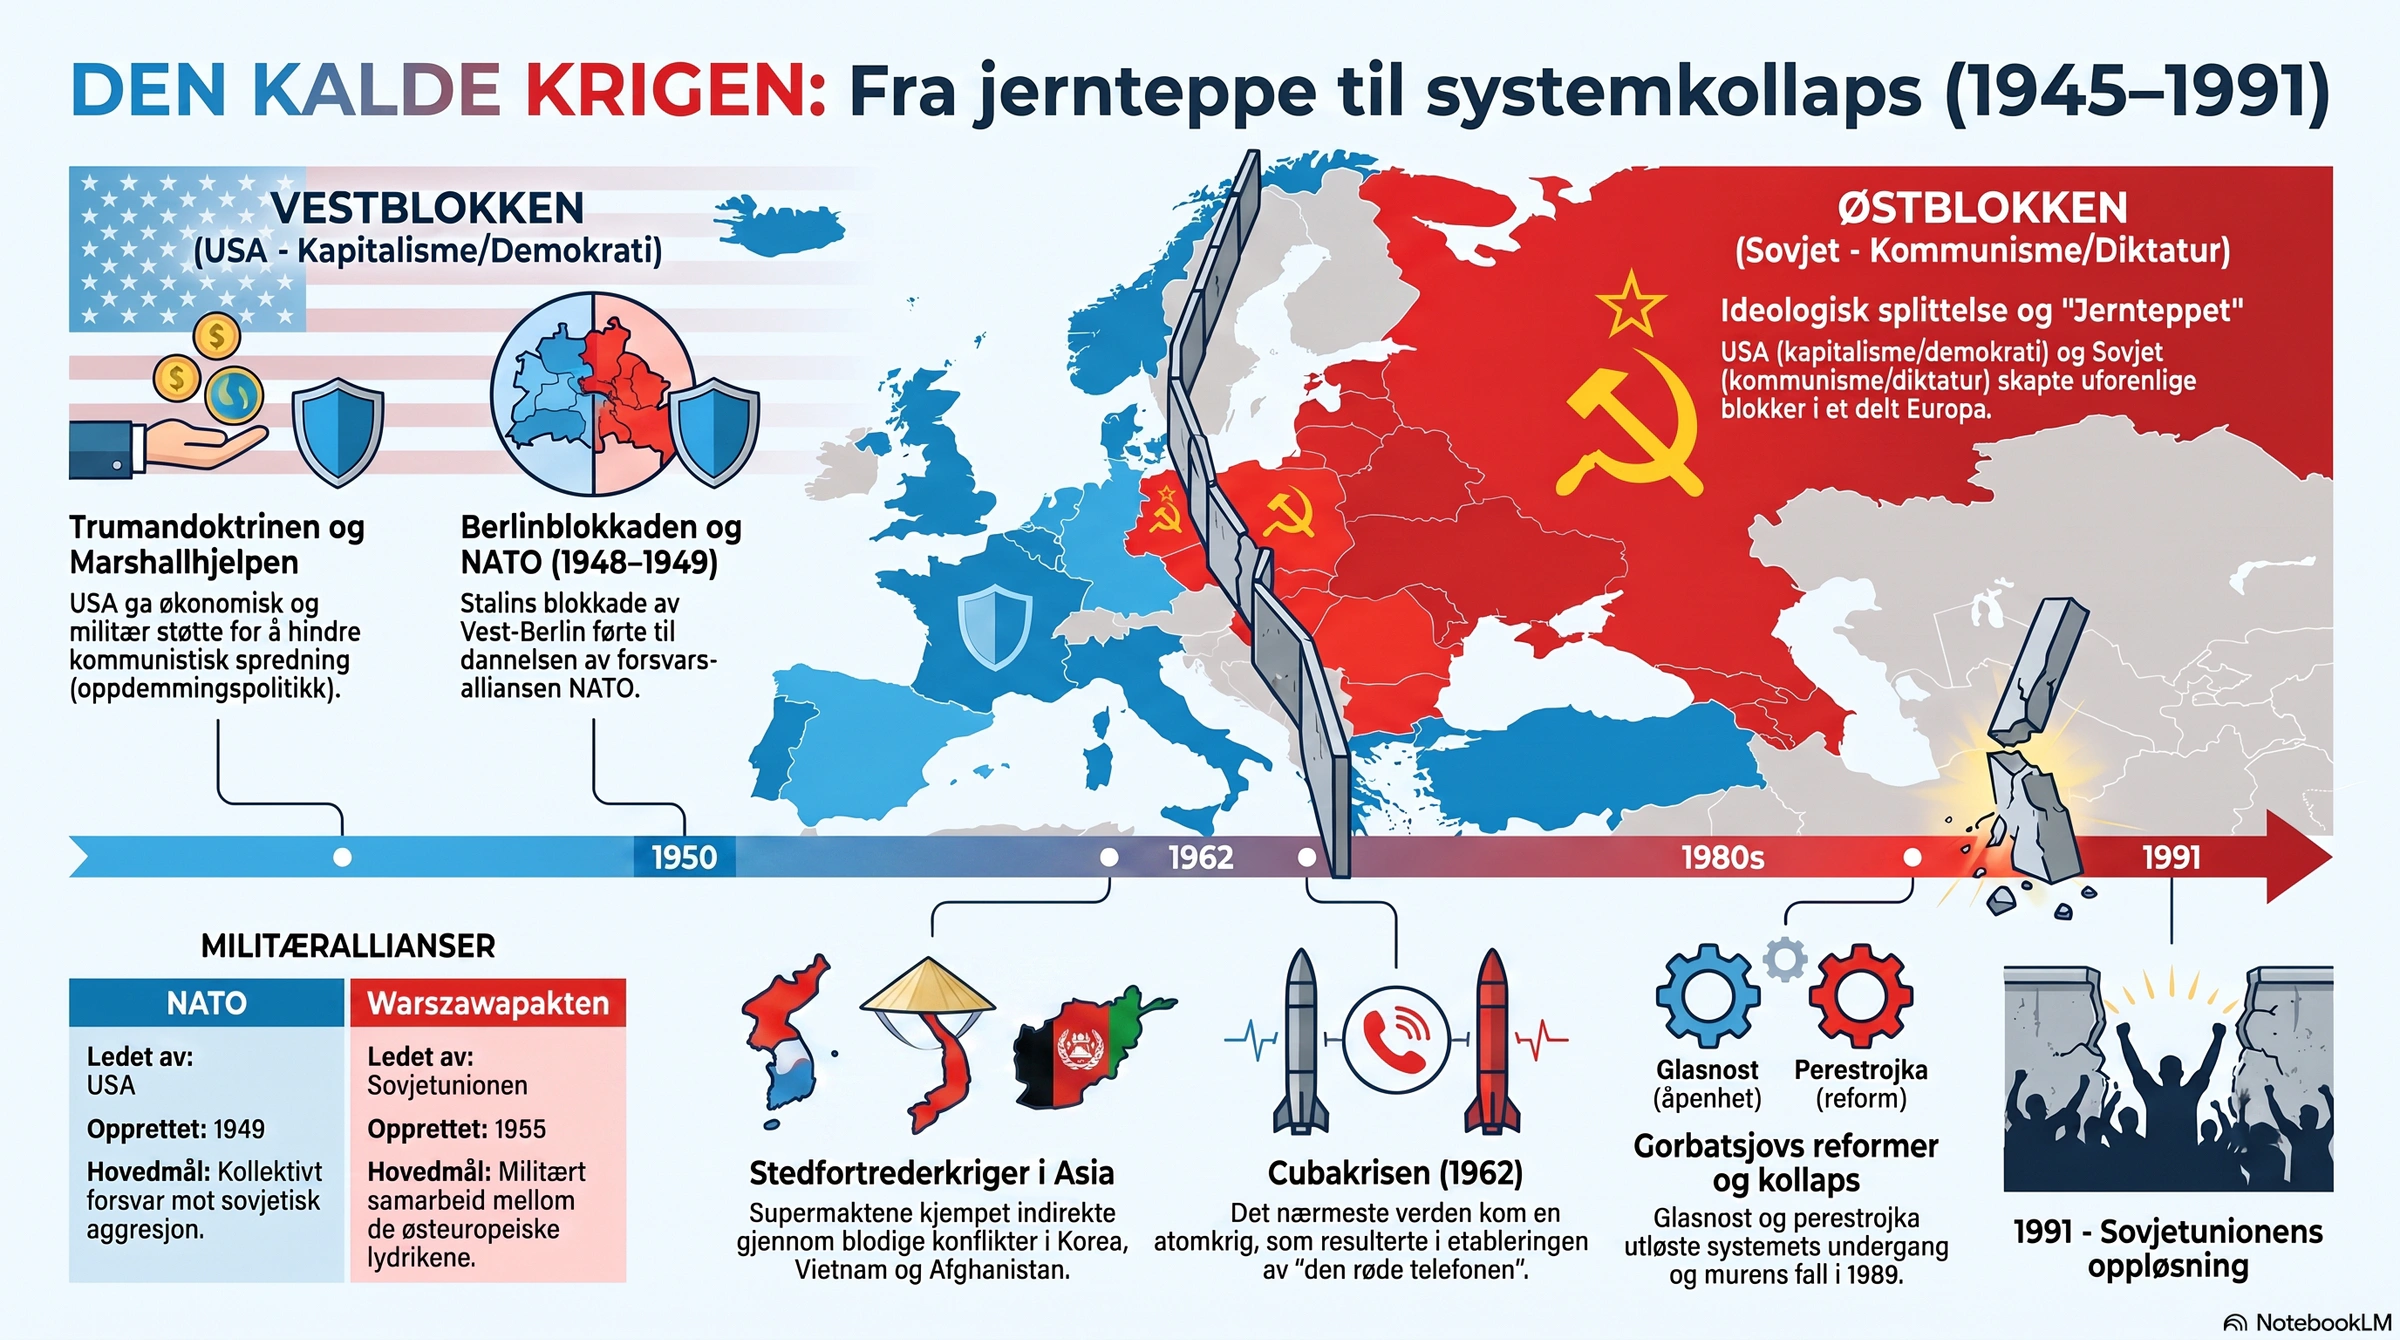 DEN KALDE KRIGEN: Fra jernteppe til systemkollaps (1945–1991)
VESTBLOKKEN
(USA - Kapitalisme/Demokrati)
ØSTBLOKKEN
(Sovjet - Kommunisme/Diktatur)
Ideologisk splittelse og "Jernteppet"
USA (kapitalisme/demokrati) og Sovjet
(kommunisme/diktatur) skapte uforenlige
blokker i et delt Europa.
$
$
Trumandoktrinen og
Marshallhjelpen
USA ga økonomisk og
militær støtte for å hindre
kommunistisk spredning
(oppdemmingspolitikk).
Berlinblokkaden og
NATO (1948–1949)
Stalins blokkade av
Vest-Berlin førte til
dannelsen av forsvars-
alliansen NATO.
1950
1962
1980s
1991
MILITÆRALLIANSER
NATO
Ledet av:
USA
Opprettet: 1949
Hovedmål: Kollektivt
forsvar mot sovjetisk
aggresjon.
Warszawapakten
Ledet av:
Sovjetunionen
Opprettet: 1955
Hovedmål: Militært
samarbeid mellom
de østeuropeiske
lydrikene.
Stedfortrederkriger i Asia
Supermaktene kjempet indirekte
gjennom blodige konflikter i Korea,
Vietnam og Afghanistan.
Cubakrisen (1962)
Det nærmeste verden kom en
atomkrig, som resulterte i etableringen
av "den røde telefonen".
Glasnost
(åpenhet)
Perestrojka
(reform)
Gorbatsjovs reformer
og kollaps
Glasnost og perestrojka
utløste systemets undergang
og murens fall i 1989.
1991 - Sovjetunionens
oppløsning
NotebookLM